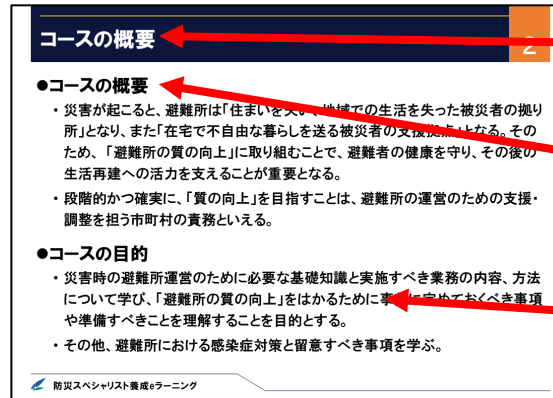 コースの概要
2
●コースの概要
・災害が起こると、避難所は「住まいを失い、地域での生活を失った被災者の拠り
所」となり、また「在宅で不自由な暮らしを送る被災者の支援拠点」となる。その
ため、「避難所の質の向上」に取り組むことで、避難者の健康を守り、その後の
生活再建への活力を支えることが重要となる。
・段階的かつ確実に、「質の向上」を目指すことは、避難所の運営のための支援・
調整を担う市町村の責務といえる。
●コースの目的
・災害時の避難所運営のために必要な基礎知識と実施すべき業務の内容、方法
について学び、「避難所の質の向上」をはかるために事前に定めておくべき事項
や準備すべきことを理解することを目的とする。
・その他、避難所における感染症対策と留意すべき事項を学ぶ。
防災スペシャリスト養成eラーニング